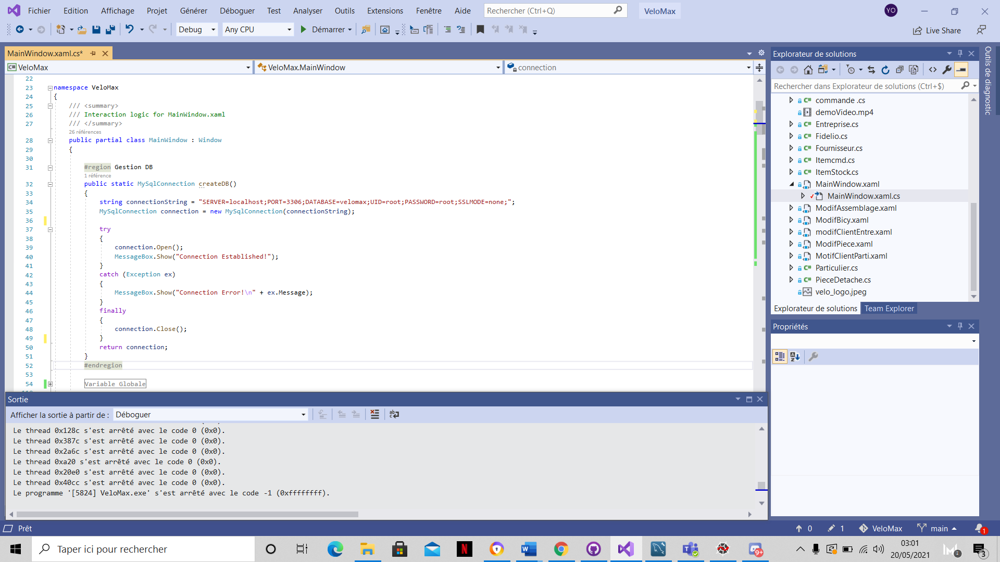 Fichier Edition Affichage Projet Générer Déboguer Test Analyser Outils Extensions Fenêtre Aide Rechercher (Ctrl+Q) VeloMax YO
Debug Any CPU Démarrer Live Share
MainWindow.xaml.cs*
VeloMax VeloMax.MainWindow connection
22
23 namespace VeloMax
24 {
25 /// <summary>
26 /// Interaction logic for MainWindow.xaml
27 /// </summary>
26 références
28 public partial class MainWindow : Window
29 {
30
31 #region Gestion DB
1 référence
32 public static MySqlConnection createDB()
33 {
34 string connectionString = "SERVER=localhost;PORT=3306;DATABASE=velomax;UID=root;PASSWORD=root;SSLMODE=none;";
35 MySqlConnection connection = new MySqlConnection(connectionString);
36
37 try
38 {
39 connection.Open();
40 MessageBox.Show("Connection Established!");
41 }
42 catch (Exception ex)
43 {
44 MessageBox.Show("Connection Error!\n" + ex.Message);
45 }
46 finally
47 {
48 connection.Close();
49 }
50 return connection;
51 }
52 #endregion
53
54 Variable Globale
Sortie
Afficher la sortie à partir de : Déboguer
Le thread 0x128c s'est arrêté avec le code 0 (0x0).
Le thread 0x387c s'est arrêté avec le code 0 (0x0).
Le thread 0x2a6c s'est arrêté avec le code 0 (0x0).
Le thread 0xa20 s'est arrêté avec le code 0 (0x0).
Le thread 0x20e0 s'est arrêté avec le code 0 (0x0).
Le thread 0x40cc s'est arrêté avec le code 0 (0x0).
Le programme '[5824] VeloMax.exe' s'est arrêté avec le code -1 (0xffffffff).
Explorateur de solutions
Rechercher dans Explorateur de solutions (Ctrl+$)
C# commande .cs
demoVideo.mp4
C# Entreprise.cs
C# Fidelio.cs
C# Fournisseur.cs
C# Itemcmd.cs
C# ItemStock.cs
MainWindow.xaml
MainWindow.xaml.cs
ModifAssemblage.xaml
ModifBicy.xaml
modifClientEntre.xaml
ModifPiece.xaml
MotifClientParti.xaml
C# Particulier.cs
C# PieceDetache.cs
velo_logo.jpeg
Explorateur de solutions Team Explorer
Propriétés
Outils de diagnostic
Prêt 0 1 VeloMax main 1
Taper ici pour rechercher 9+ 03:01
20/05/2021 3 3